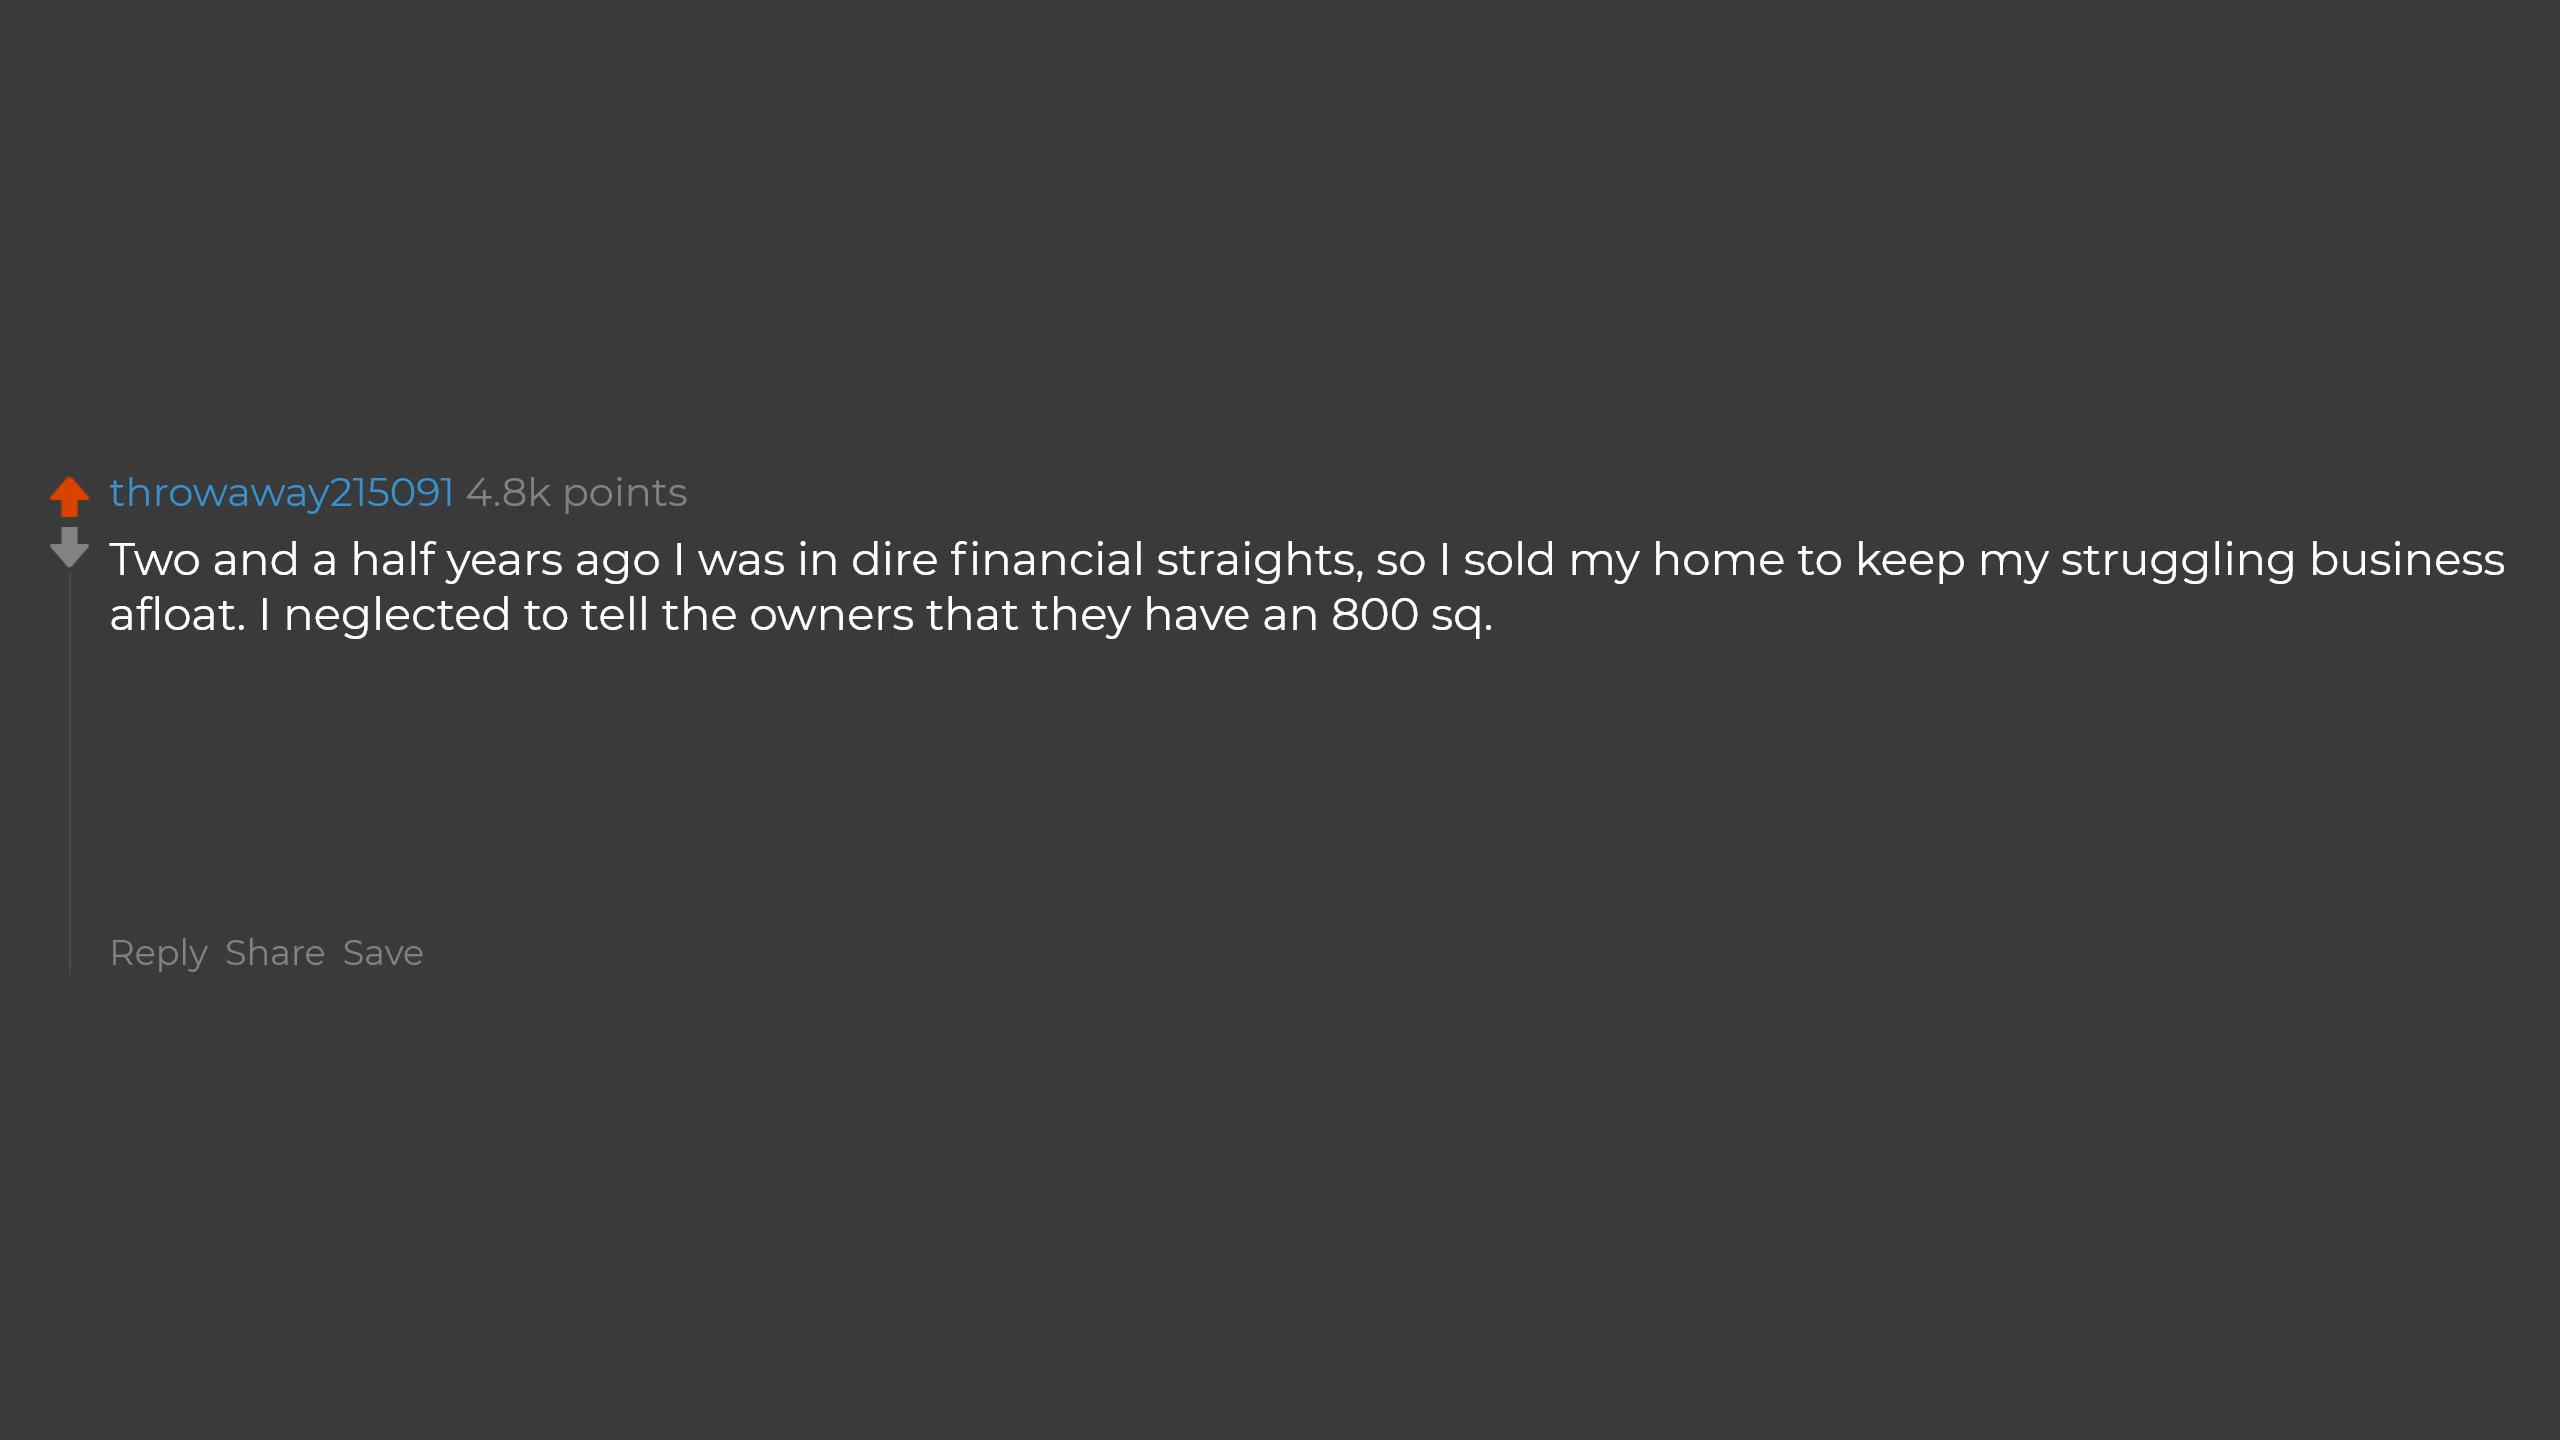 throwaway215091 4.8k points
Two and a half years ago I was in dire financial straights, so I sold my home to keep my struggling business
afloat. I neglected to tell the owners that they have an 800 sq.
Reply Share Save